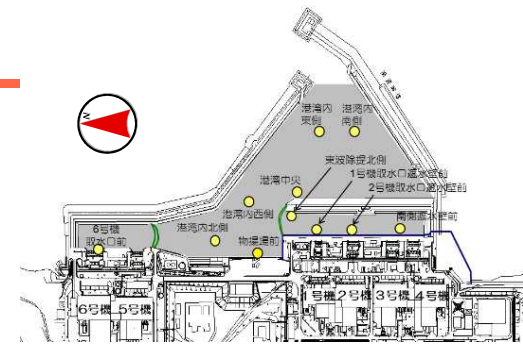 N
港湾内
東側
港湾内
南側
東波除提北側
1号機取水口遮水壁前
2号機取水口遮水壁前
港湾中央
港湾内西側
南側遮水壁前
6号機
取水口前
港湾内北側
物揚場前
6号機
5号機
1号機
2号機
3号機
4号機